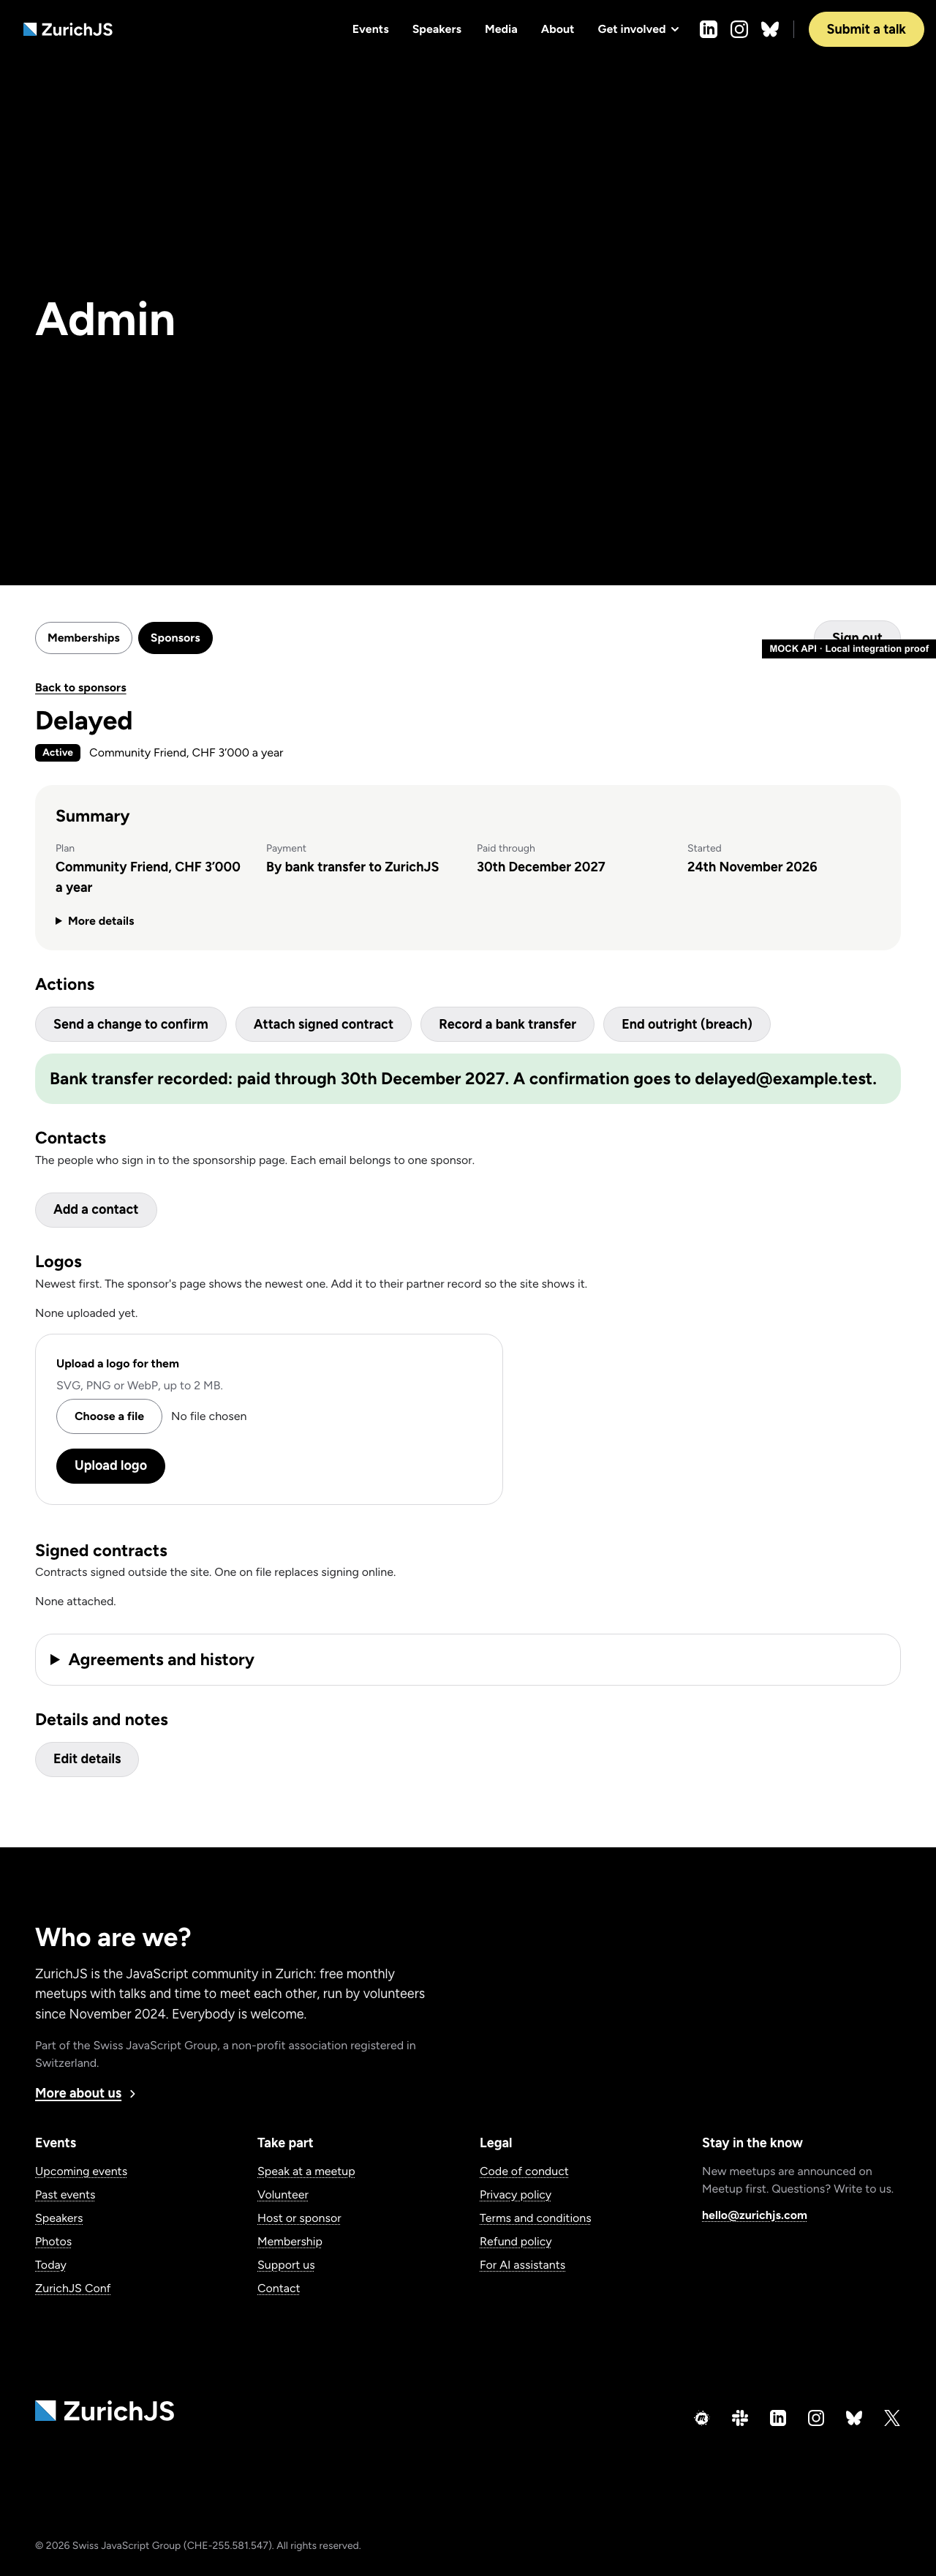 ZurichJS
Events
Speakers
Media
About
Get involved
Submit a talk
Admin
Memberships
Sponsors
Sign out
MOCK API · Local integration proof
Back to sponsors
Delayed
Active
Community Friend, CHF 3’000 a year
Summary
Plan
Community Friend, CHF 3’000
a year
Payment
By bank transfer to ZurichJS
Paid through
30th December 2027
Started
24th November 2026
More details
Actions
Send a change to confirm
Attach signed contract
Record a bank transfer
End outright (breach)
Bank transfer recorded: paid through 30th December 2027. A confirmation goes to delayed@example.test.
Contacts
The people who sign in to the sponsorship page. Each email belongs to one sponsor.
Add a contact
Logos
Newest first. The sponsor's page shows the newest one. Add it to their partner record so the site shows it.
None uploaded yet.
Upload a logo for them
SVG, PNG or WebP, up to 2 MB.
Choose a file
No file chosen
Upload logo
Signed contracts
Contracts signed outside the site. One on file replaces signing online.
None attached.
Agreements and history
Details and notes
Edit details
Who are we?
ZurichJS is the JavaScript community in Zurich: free monthly
meetups with talks and time to meet each other, run by volunteers
since November 2024. Everybody is welcome.
Part of the Swiss JavaScript Group, a non-profit association registered in
Switzerland.
More about us
Events
Upcoming events
Past events
Speakers
Photos
Today
ZurichJS Conf
Take part
Speak at a meetup
Volunteer
Host or sponsor
Membership
Support us
Contact
Legal
Code of conduct
Privacy policy
Terms and conditions
Refund policy
For AI assistants
Stay in the know
New meetups are announced on
Meetup first. Questions? Write to us.
hello@zurichjs.com
ZurichJS
© 2026 Swiss JavaScript Group (CHE-255.581.547). All rights reserved.